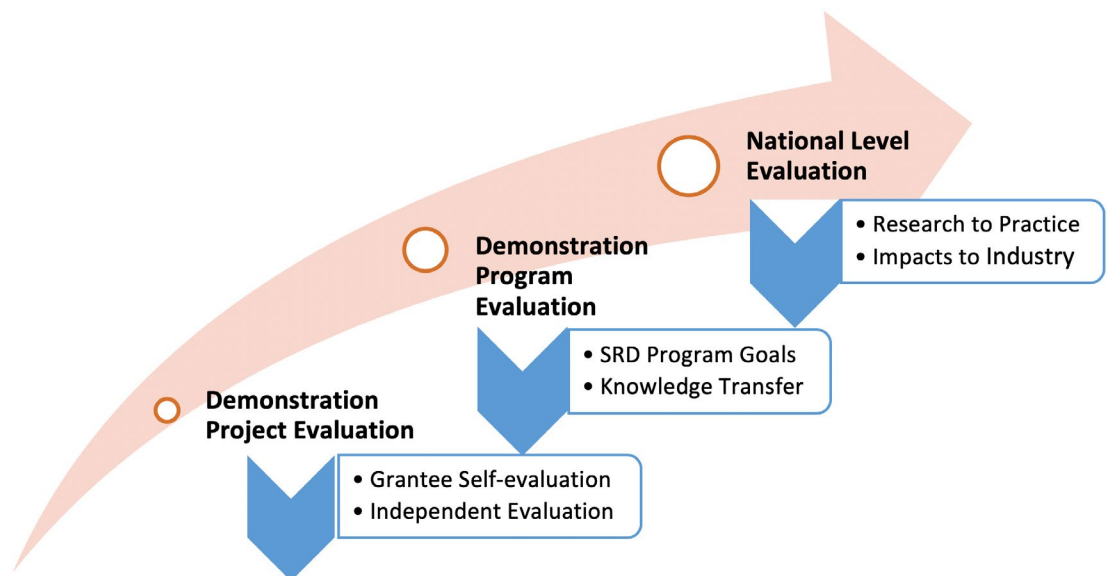 National Level
Evaluation
• Research to Practice
• Impacts to Industry
Demonstration
Program
Evaluation
• SRD Program Goals
• Knowledge Transfer
Demonstration
Project Evaluation
• Grantee Self-evaluation
• Independent Evaluation